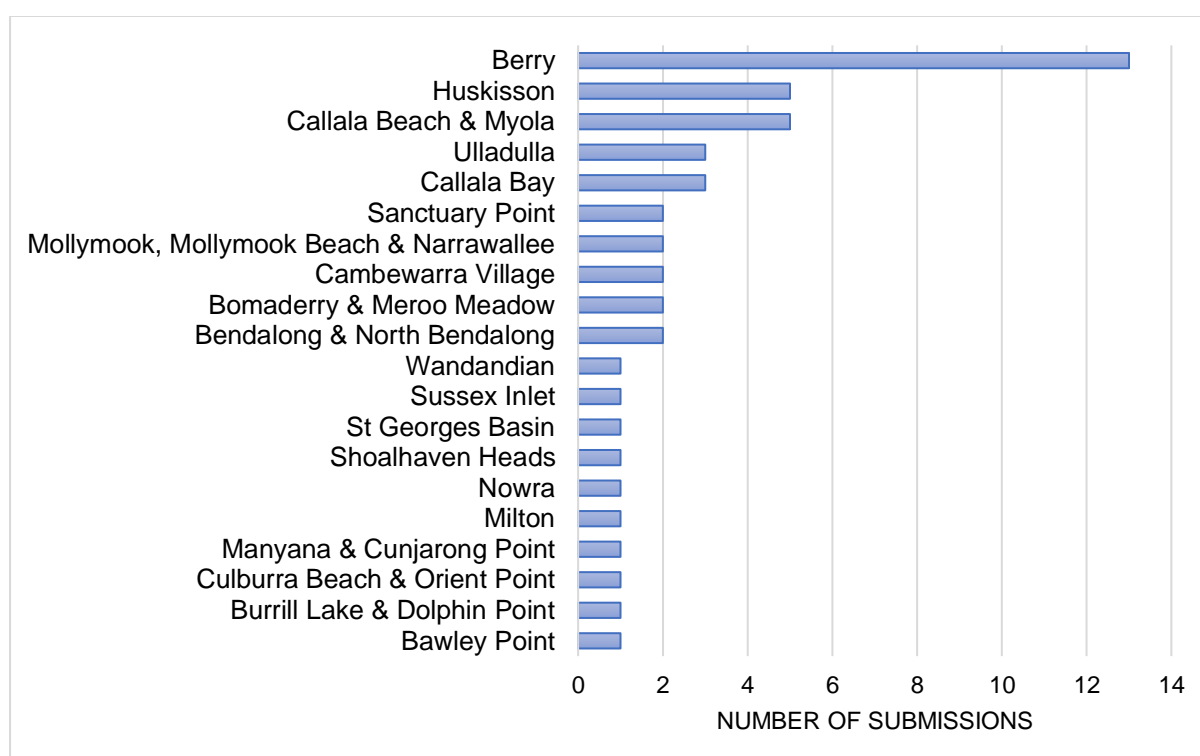 Berry
Huskisson
Callala Beach & Myola
Ulladulla
Callala Bay
Sanctuary Point
Mollymook, Mollymook Beach & Narrawallee
Cambewarra Village
Bomaderry & Meroo Meadow
Bendalong & North Bendalong
Wandandian
Sussex Inlet
St Georges Basin
Shoalhaven Heads
Nowra
Milton
Manyana & Cunjarong Point
Culburra Beach & Orient Point
Burrill Lake & Dolphin Point
Bawley Point
0 2 4 6 8 10 12 14
NUMBER OF SUBMISSIONS